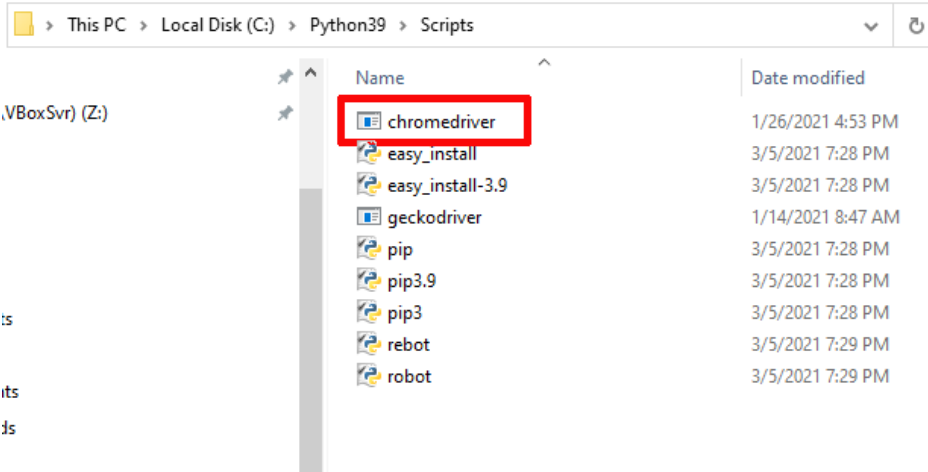 This PC > Local Disk (C:) > Python39 > Scripts
Name Date modified
\VBoxSvr) (Z:)
chromedriver 1/26/2021 4:53 PM
easy_install 3/5/2021 7:28 PM
easy_install-3.9 3/5/2021 7:28 PM
geckodriver 1/14/2021 8:47 AM
pip 3/5/2021 7:28 PM
pip3.9 3/5/2021 7:28 PM
pip3 3/5/2021 7:28 PM
ts
rebot 3/5/2021 7:29 PM
robot 3/5/2021 7:29 PM
nts
ds